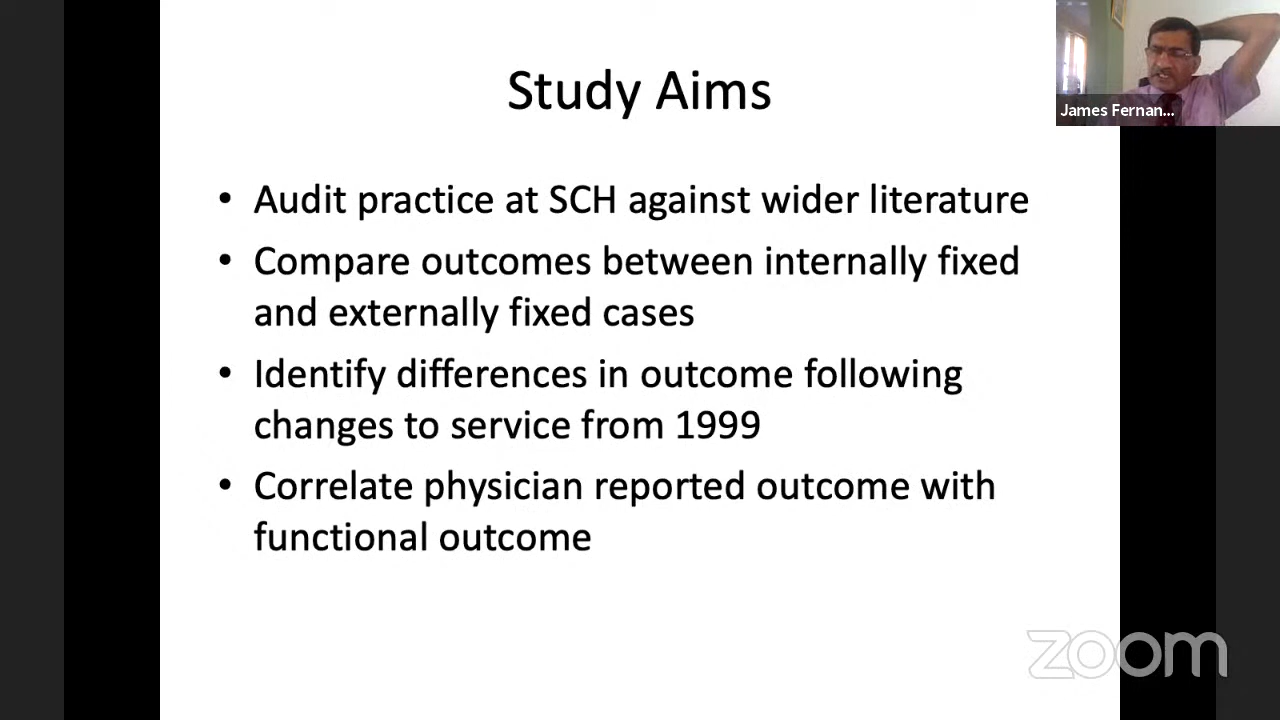 Study Aims
James Fernan...
• Audit practice at SCH against wider literature
• Compare outcomes between internally fixed
and externally fixed cases
• Identify differences in outcome following
changes to service from 1999
• Correlate physician reported outcome with
functional outcome
zoom